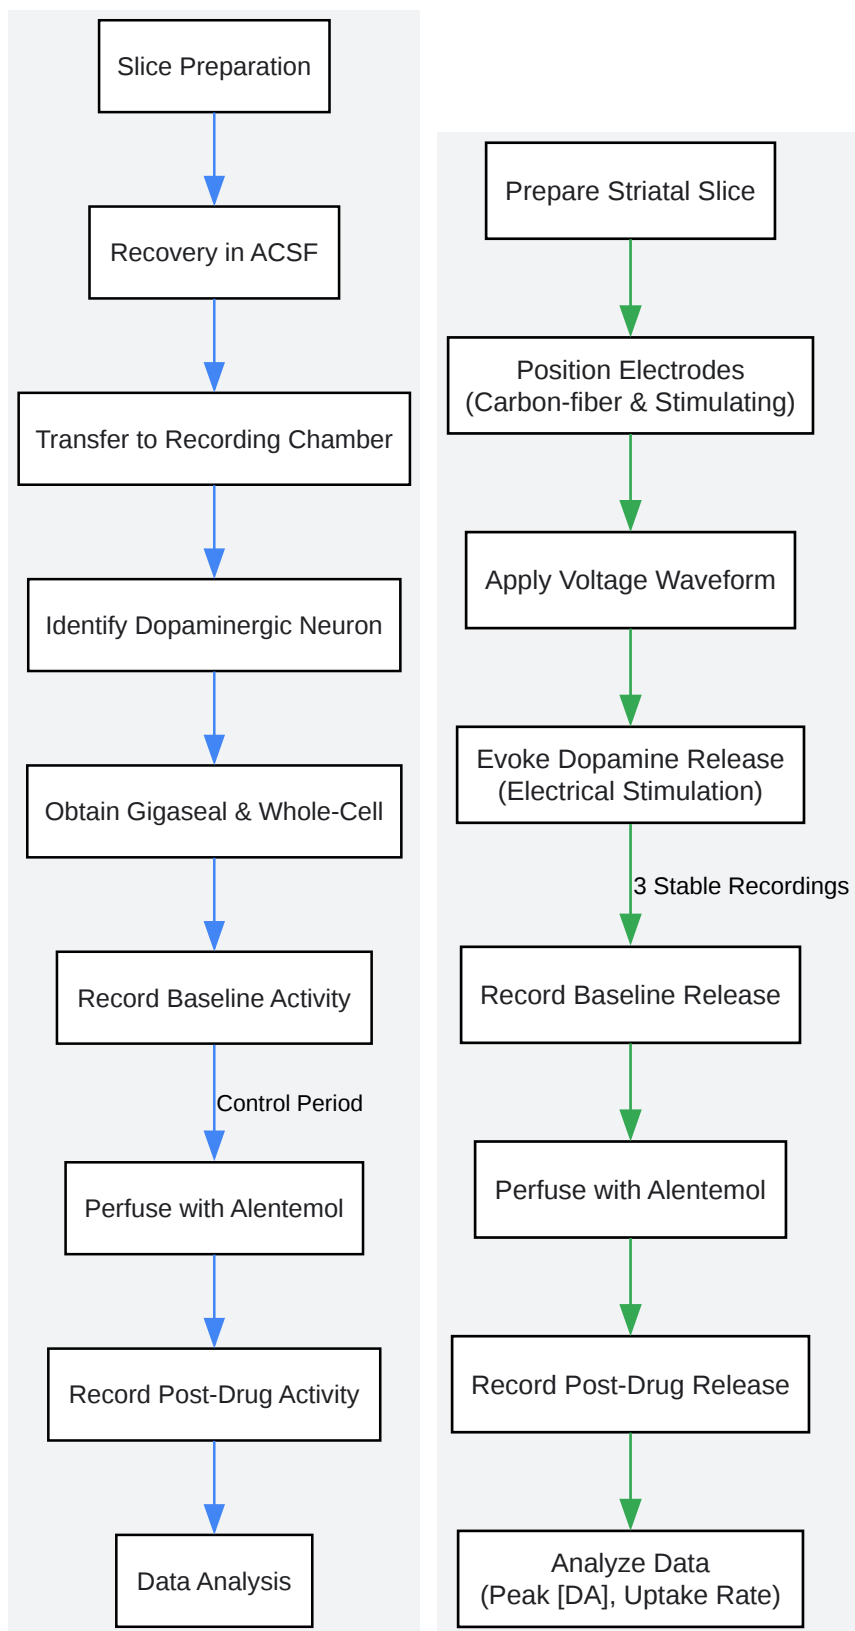 Slice Preparation
Recovery in ACSF
Transfer to Recording Chamber
Identify Dopaminergic Neuron
Obtain Gigaseal & Whole-Cell
Record Baseline Activity
Control Period
Perfuse with Alentemol
Record Post-Drug Activity
Data Analysis
Prepare Striatal Slice
Position Electrodes
(Carbon-fiber & Stimulating)
Apply Voltage Waveform
Evoke Dopamine Release
(Electrical Stimulation)
3 Stable Recordings
Record Baseline Release
Perfuse with Alentemol
Record Post-Drug Release
Analyze Data
(Peak [DA], Uptake Rate)